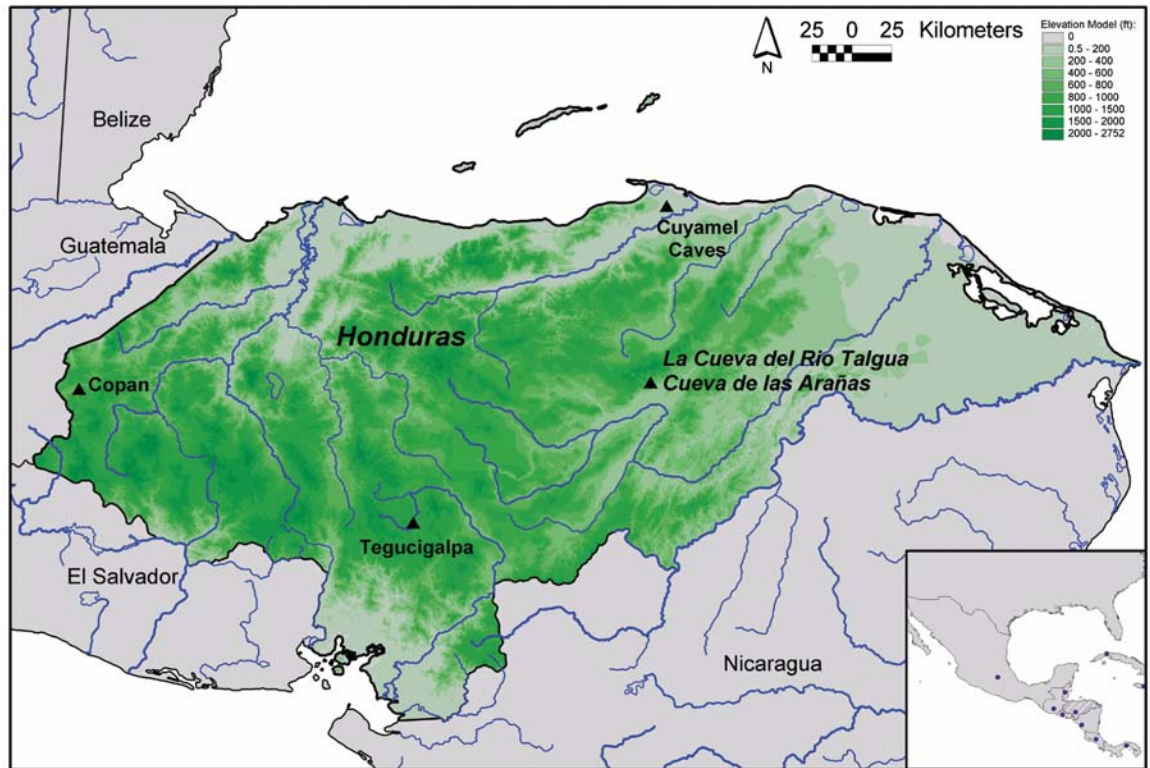 25 0 25 Kilometers
N
Elevation Model (ft):
0
0.5 - 200
200 - 400
400 - 600
600 - 800
800 - 1000
1000 - 1500
1500 - 2000
2000 - 2752
Belize
Guatemala
Cuyamel
Caves
Honduras
La Cueva del Rio Talgua
Cueva de las Arañas
Copan
Tegucigalpa
El Salvador
Nicaragua